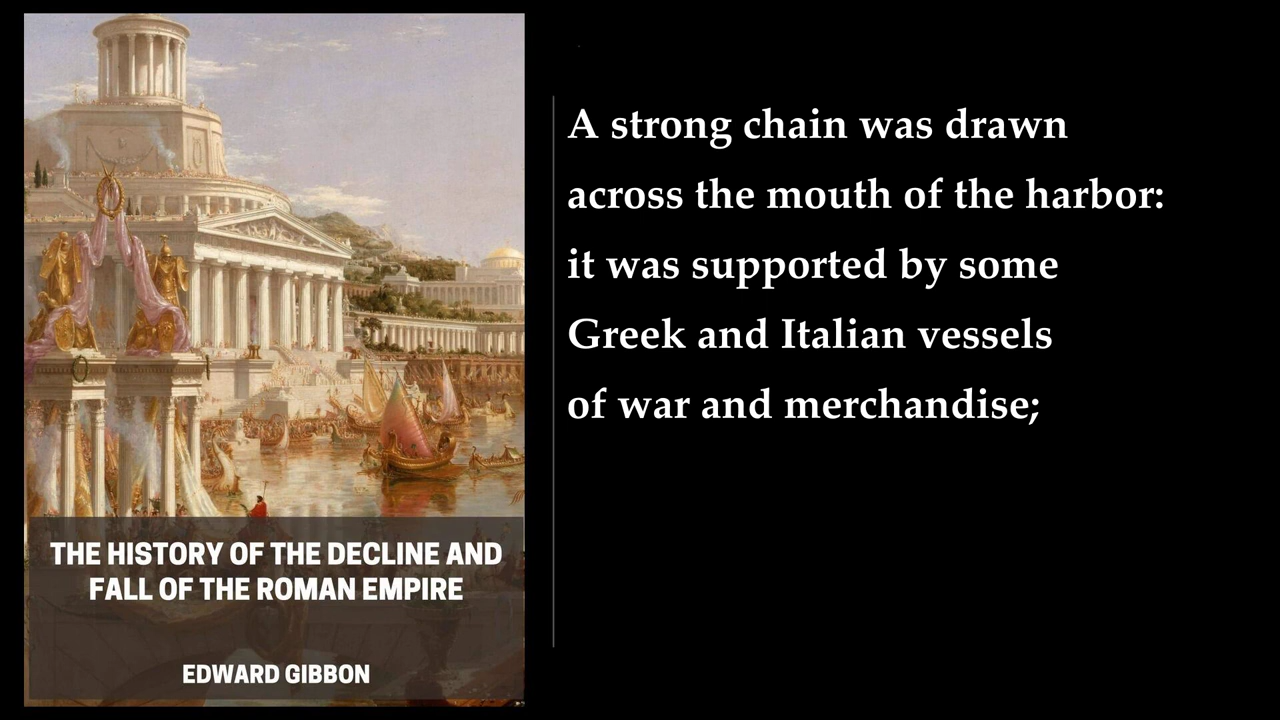 THE HISTORY OF THE DECLINE AND
FALL OF THE ROMAN EMPIRE
EDWARD GIBBON
A strong chain was drawn
across the mouth of the harbor:
it was supported by some
Greek and Italian vessels
of war and merchandise;